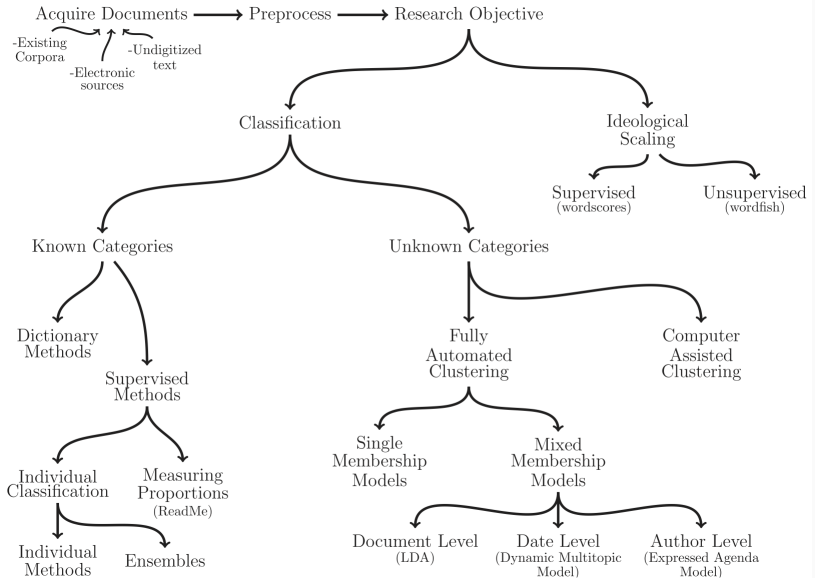 Acquire Documents
Preprocess
Research Objective
-Existing
Corpora
-Electronic
sources
-Undigitized
text
Classification
Ideological
Scaling
Supervised
(wordscores)
Unsupervised
(wordfish)
Known Categories
Unknown Categories
Dictionary
Methods
Supervised
Methods
Fully
Automated
Clustering
Computer
Assisted
Clustering
Individual
Classification
Measuring
Proportions
(ReadMe)
Single
Membership
Models
Mixed
Membership
Models
Individual
Methods
Ensembles
Document Level
(LDA)
Date Level
(Dynamic Multitopic
Model)
Author Level
(Expressed Agenda
Model)